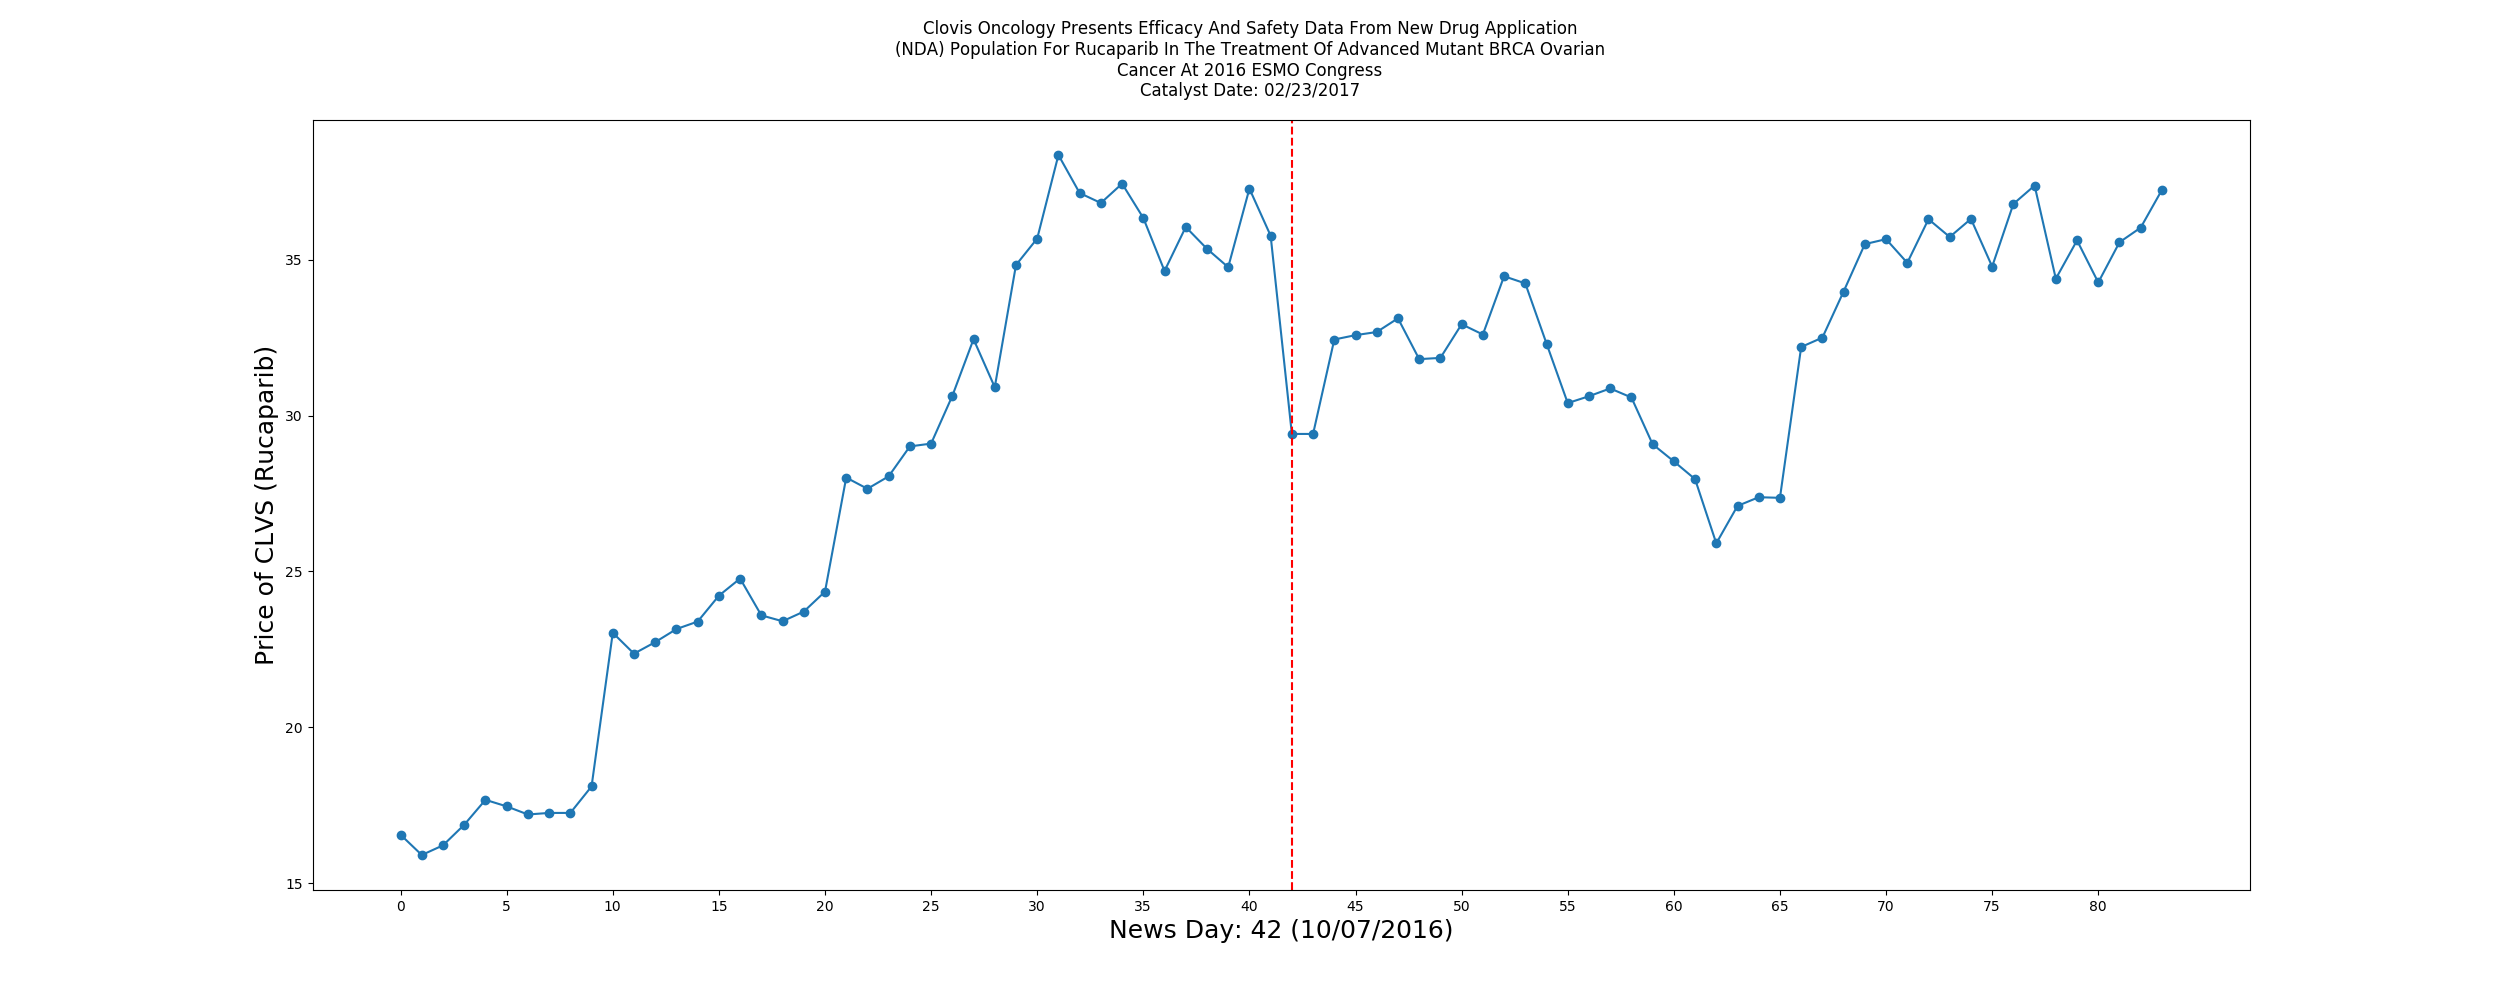 Clovis Oncology Presents Efficacy And Safety Data From New Drug Application
(NDA) Population For Rucaparib In The Treatment Of Advanced Mutant BRCA Ovarian
Cancer At 2016 ESMO Congress
Catalyst Date: 02/23/2017
Price of CLVS (Rucaparib)
35
30
25
20
15
0 5 10 15 20 25 30 35 40 45 50 55 60 65 70 75 80
News Day: 42 (10/07/2016)